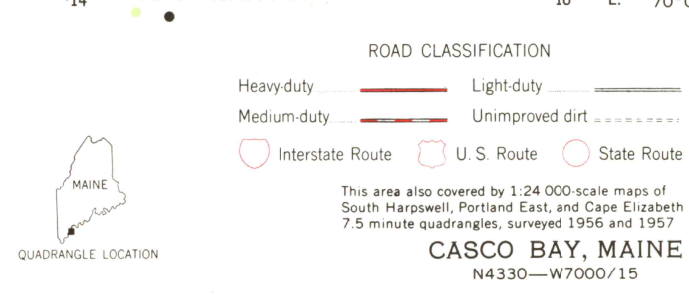 ROAD CLASSIFICATION
Heavy-duty Light-duty
Medium-duty Unimproved dirt
Interstate Route U. S. Route State Route
MAINE
QUADRANGLE LOCATION
This area also covered by 1:24 000-scale maps of
South Harpswell, Portland East, and Cape Elizabeth
7.5 minute quadrangles, surveyed 1956 and 1957
CASCO BAY, MAINE
N4330—W7000/15